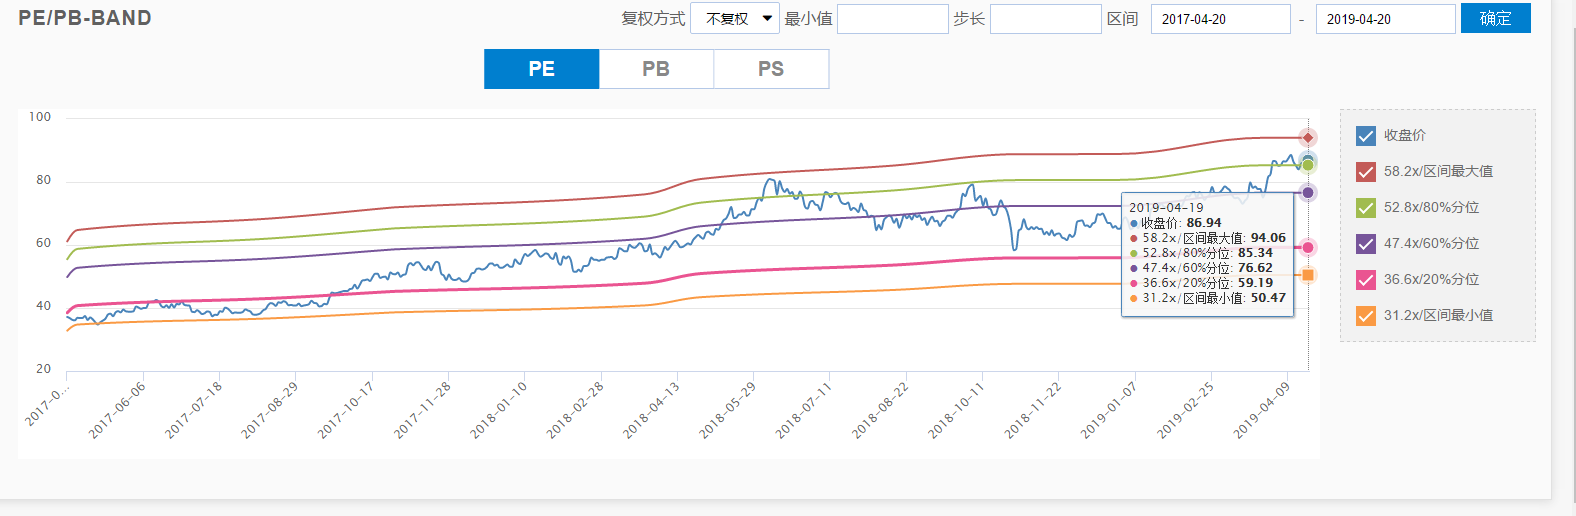 PE/PB-BAND
复权方式 不复权 最小值 步长 区间 2017-04-20 - 2019-04-20 确定
PE PB PS
100
80
60
40
20
2017-0...
2017-06-06
2017-07-18
2017-08-29
2017-10-17
2017-11-28
2018-01-10
2018-02-28
2018-04-13
2018-05-29
2018-07-11
2018-08-22
2018-10-11
2018-11-22
2019-01-07
2019-02-25
2019-04-09
2019-04-19
收盘价: 86.94
58.2x/区间最大值: 94.06
52.8x/80%分位: 85.34
47.4x/60%分位: 76.62
36.6x/20%分位: 59.19
31.2x/区间最小值: 50.47
收盘价
58.2x/区间最大值
52.8x/80%分位
47.4x/60%分位
36.6x/20%分位
31.2x/区间最小值